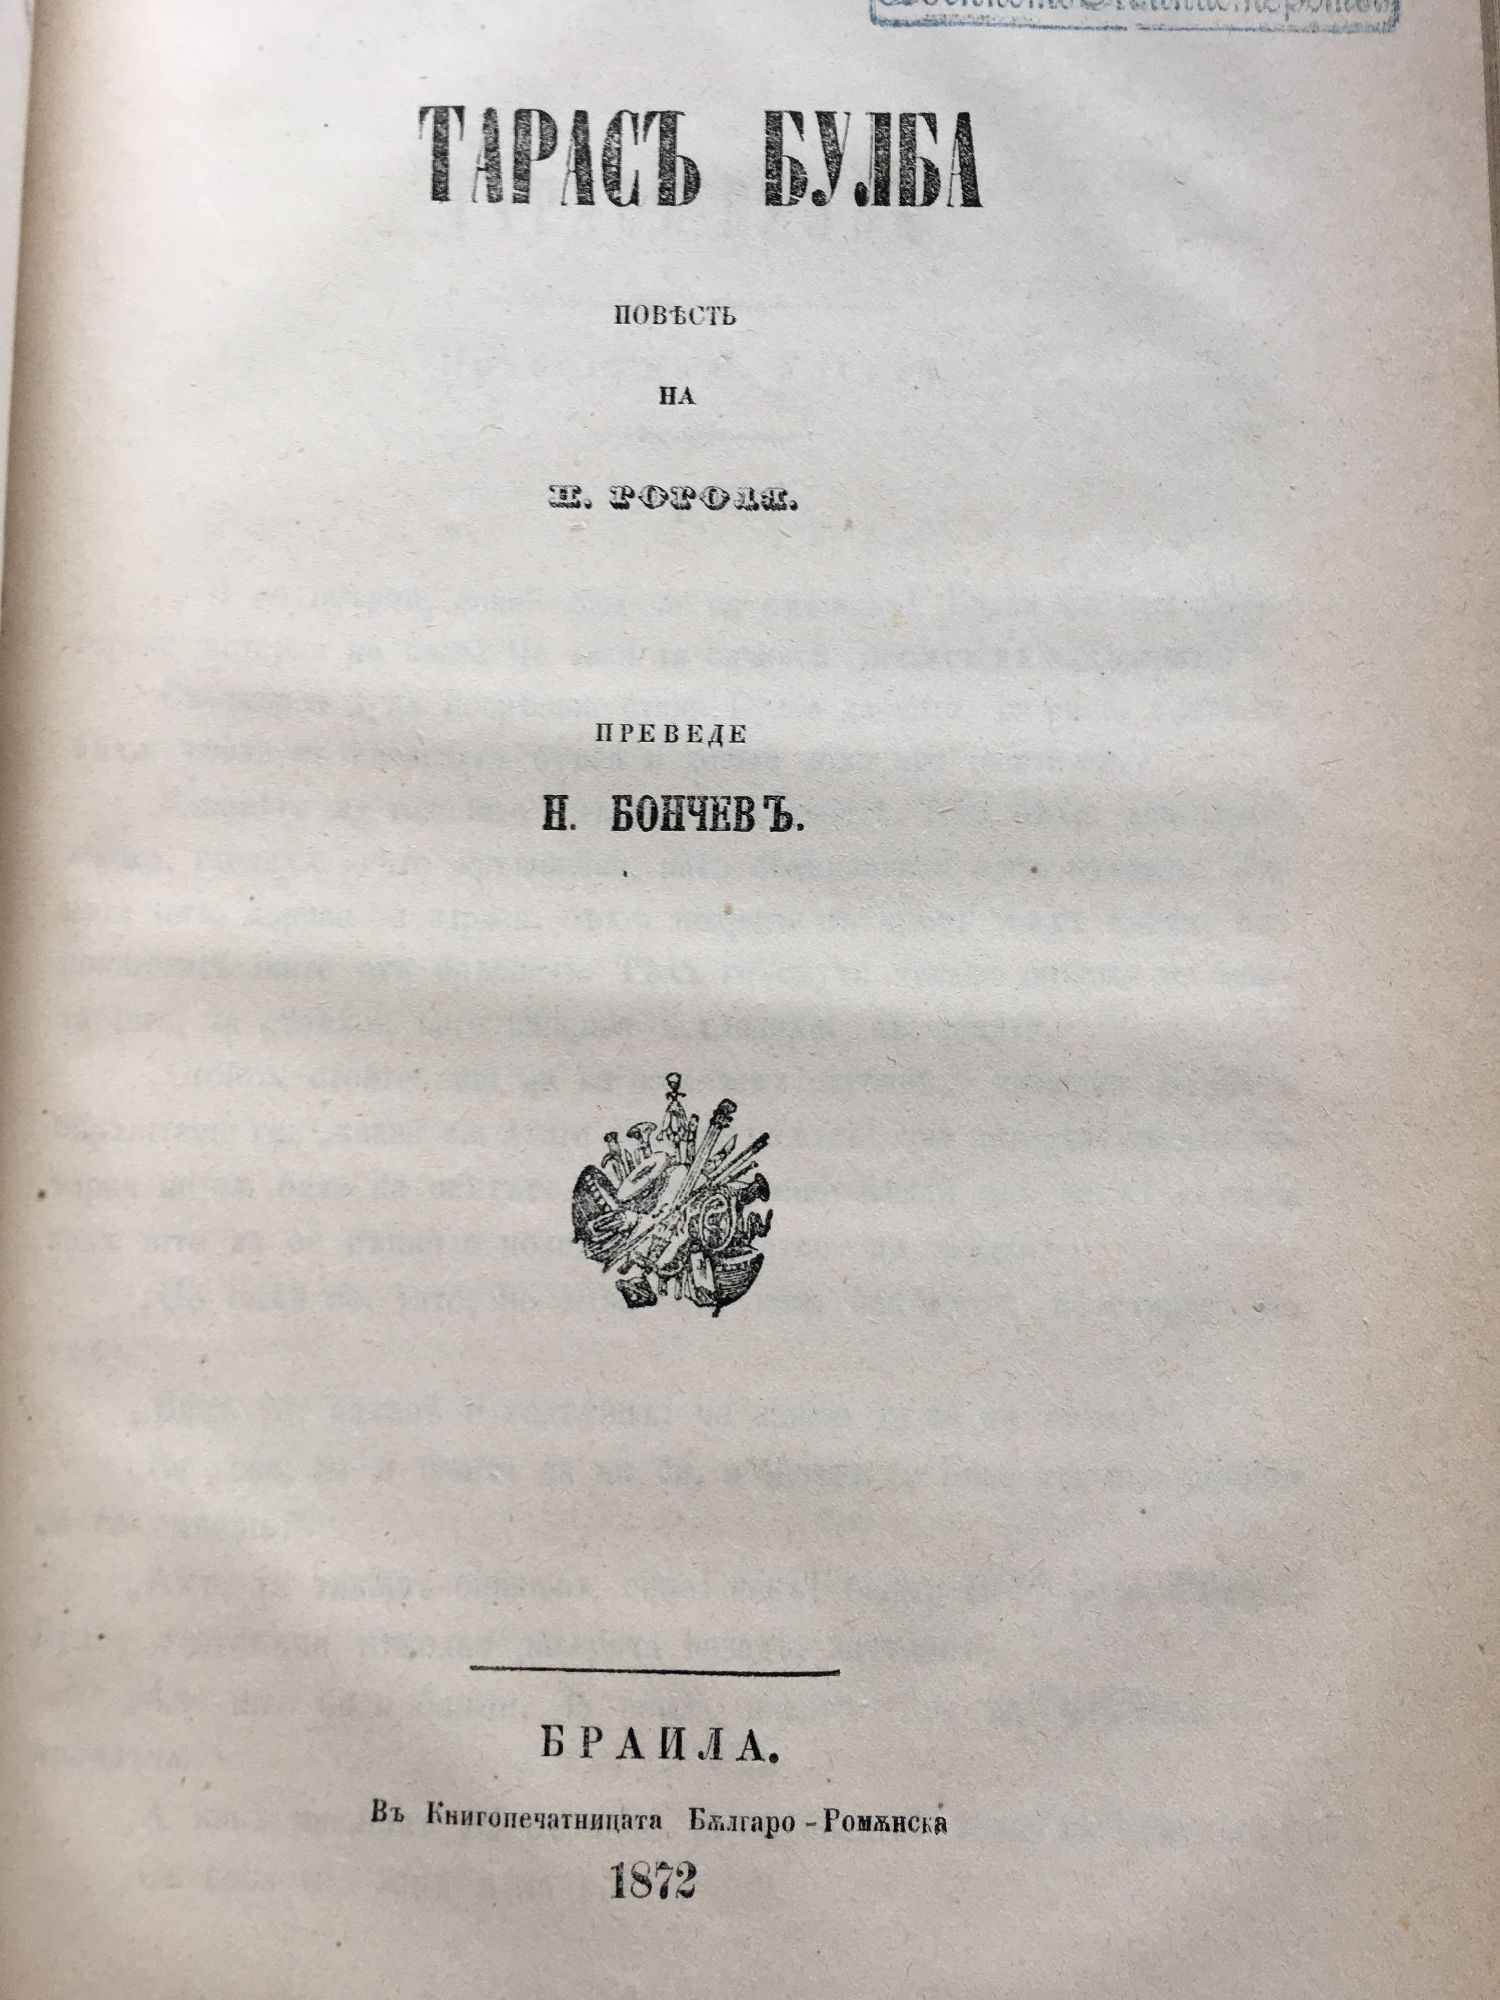 ТАРАСЪ БУЛБА
ПОВѢСТЬ
НА
Н. ГОГОЛЯ.
ПРЕВЕДЕ
Н. БОНЧЕВЪ.
БРАИЛА.
Въ Книгопечатницата Бѫлгаро-Ромѫнска
1872